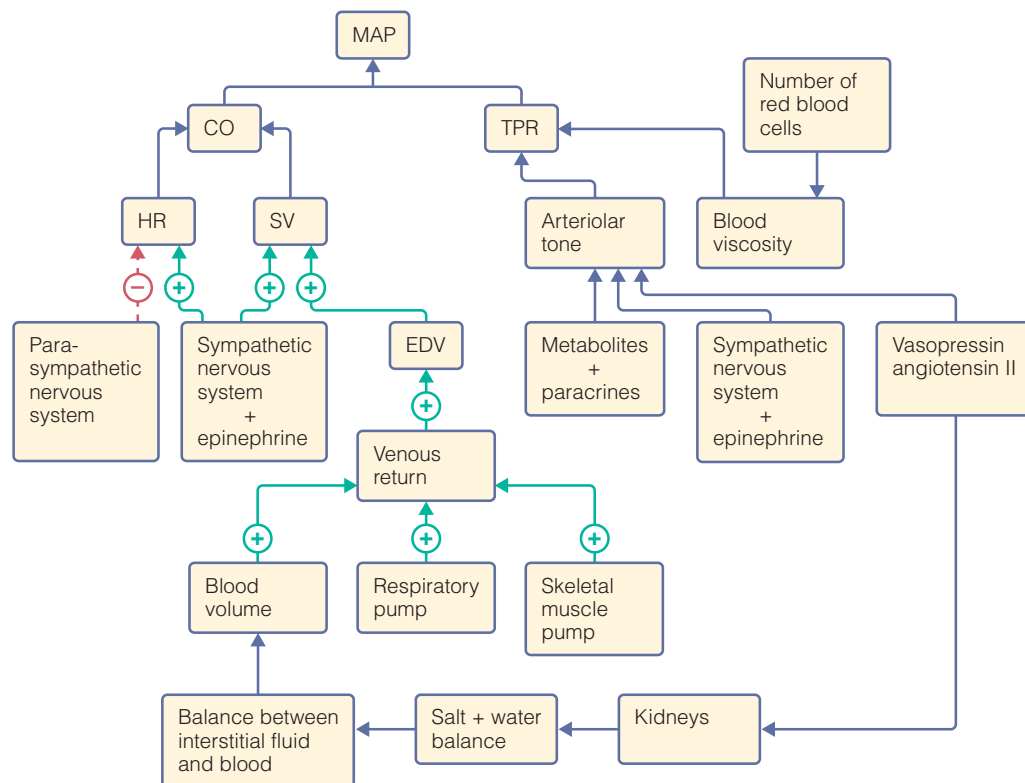 MAP
Number of
red blood
cells
CO
TPR
HR
SV
Arteriolar
tone
Blood
viscosity
−
+
+
+
Para-
sympathetic
nervous
system
Sympathetic
nervous
system
+
epinephrine
EDV
Metabolites
+
paracrines
Sympathetic
nervous
system
+
epinephrine
Vasopressin
angiotensin II
+
Venous
return
+
+
+
Blood
volume
Respiratory
pump
Skeletal
muscle
pump
Balance between
interstitial fluid
and blood
Salt + water
balance
Kidneys